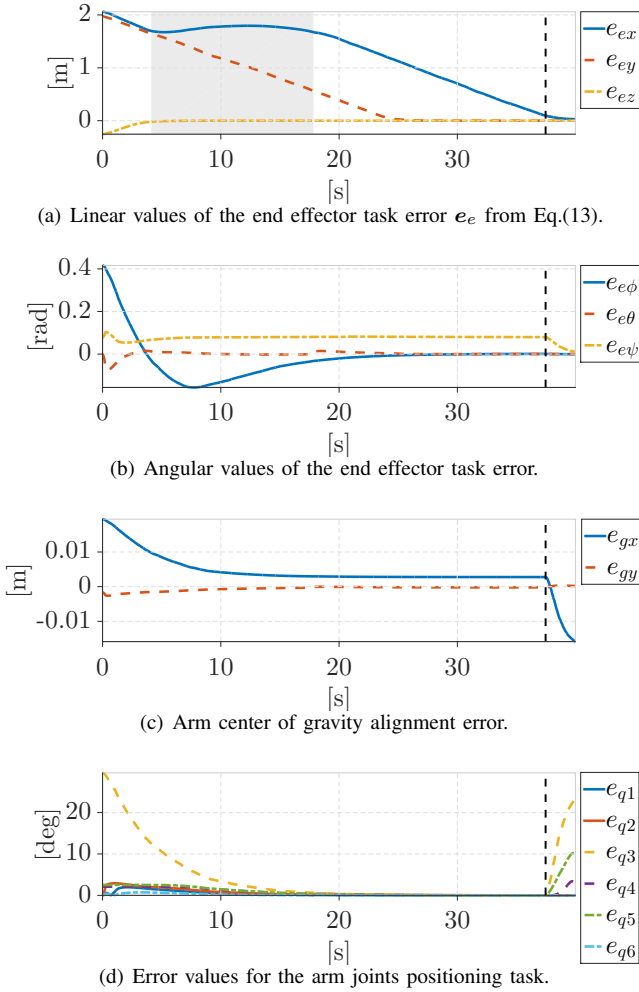 2
1
0
[m]
0 10 20 30
[s]
e_ex
e_ey
e_ez
(a) Linear values of the end effector task error e_e from Eq.(13).
0.4
0.2
0
[rad]
0 10 20 30
[s]
e_eϕ
e_eθ
e_eψ
(b) Angular values of the end effector task error.
0.01
0
-0.01
[m]
0 10 20 30
[s]
e_gx
e_gy
(c) Arm center of gravity alignment error.
20
10
0
[deg]
0 10 20 30
[s]
e_q1
e_q2
e_q3
e_q4
e_q5
e_q6
(d) Error values for the arm joints positioning task.